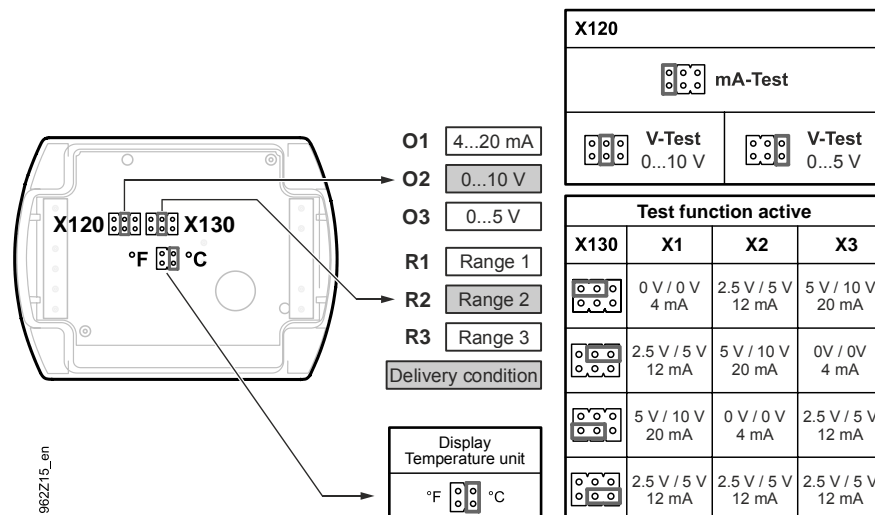 X120 X130
°F °C
O1 4...20 mA
O2 0...10 V
O3 0...5 V
R1 Range 1
R2 Range 2
R3 Range 3
Delivery condition
Display
Temperature unit
°F °C
962Z15_en
X120
mA-Test
V-Test
0...10 V
V-Test
0...5 V
Test function active
X130 X1 X2 X3
0 V / 0 V 2.5 V / 5 V 5 V / 10 V
4 mA 12 mA 20 mA
2.5 V / 5 V 5 V / 10 V 0V / 0V
12 mA 20 mA 4 mA
5 V / 10 V 0 V / 0 V 2.5 V / 5 V
20 mA 4 mA 12 mA
2.5 V / 5 V 2.5 V / 5 V 2.5 V / 5 V
12 mA 12 mA 12 mA